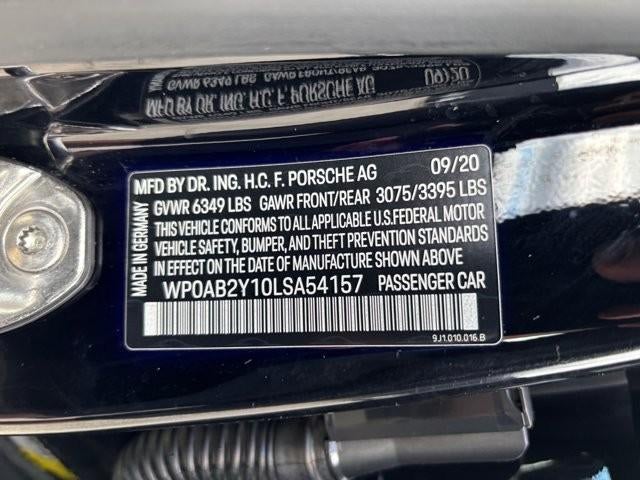 MFD BY DR. ING. H.C. F. PORSCHE AG 09/20
GVWR 6349 LBS GAWR FRONT/REAR 3075/3395 LBS
THIS VEHICLE CONFORMS TO ALL APPLICABLE U.S.FEDERAL MOTOR
VEHICLE SAFETY, BUMPER, AND THEFT PREVENTION STANDARDS
IN EFFECT ON THE DATE OF MANUFACTURE SHOWN ABOVE
WP0AB2Y10LSA54157 PASSENGER CAR
9J1.010.016.B
MADE IN GERMANY